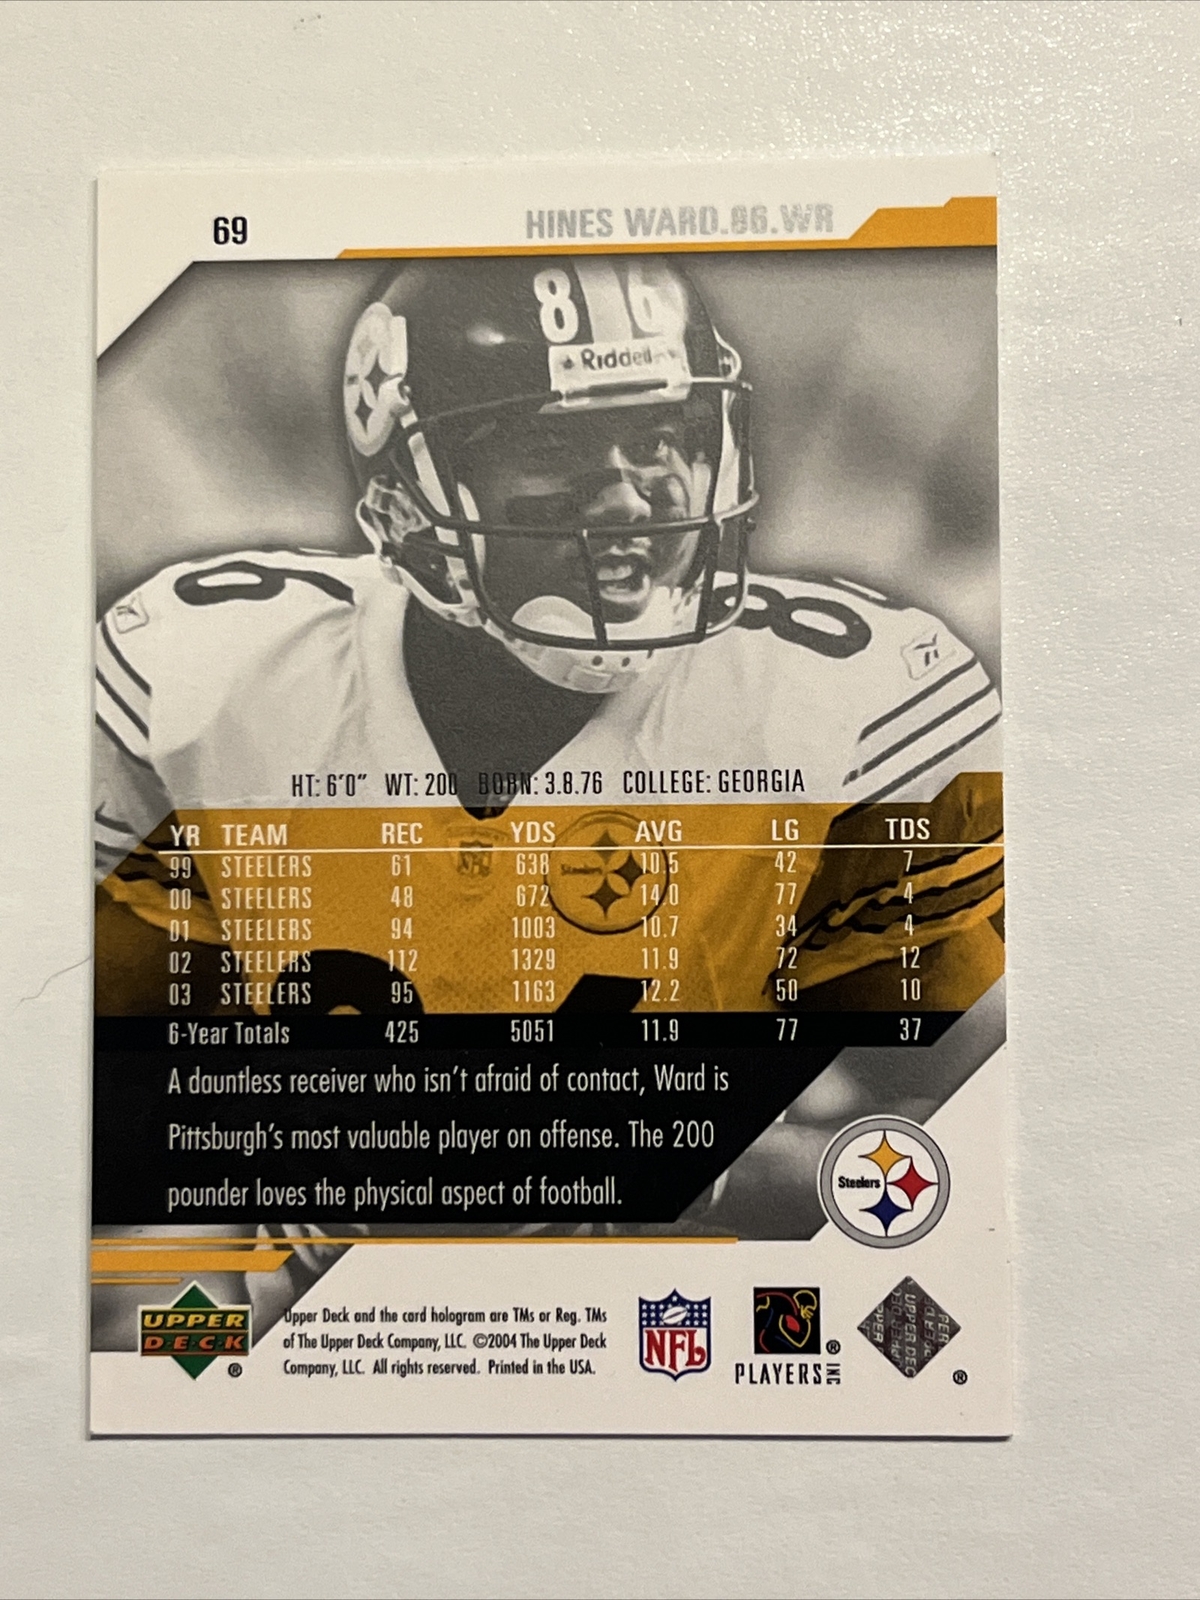 69
HINES WARD.86.WR
86
Riddell
86
HT: 6'0" WT: 200 BORN: 3.8.76 COLLEGE: GEORGIA
YR TEAM REC YDS AVG LG TDS
99 STEELERS 61 638 10.5 42 7
00 STEELERS 48 672 14.0 77 4
01 STEELERS 94 1003 10.7 34 4
02 STEELERS 112 1329 11.9 72 12
03 STEELERS 95 1163 12.2 50 10
6-Year Totals 425 5051 11.9 77 37
A dauntless receiver who isn't afraid of contact, Ward is
Pittsburgh's most valuable player on offense. The 200
pounder loves the physical aspect of football.
Steelers
UPPER
DECK
®
Upper Deck and the card hologram are TMs or Reg. TMs
of The Upper Deck Company, LLC. ©2004 The Upper Deck
Company, LLC. All rights reserved. Printed in the USA.
NFL
PLAYERS INC ®
UPPER DECK
®